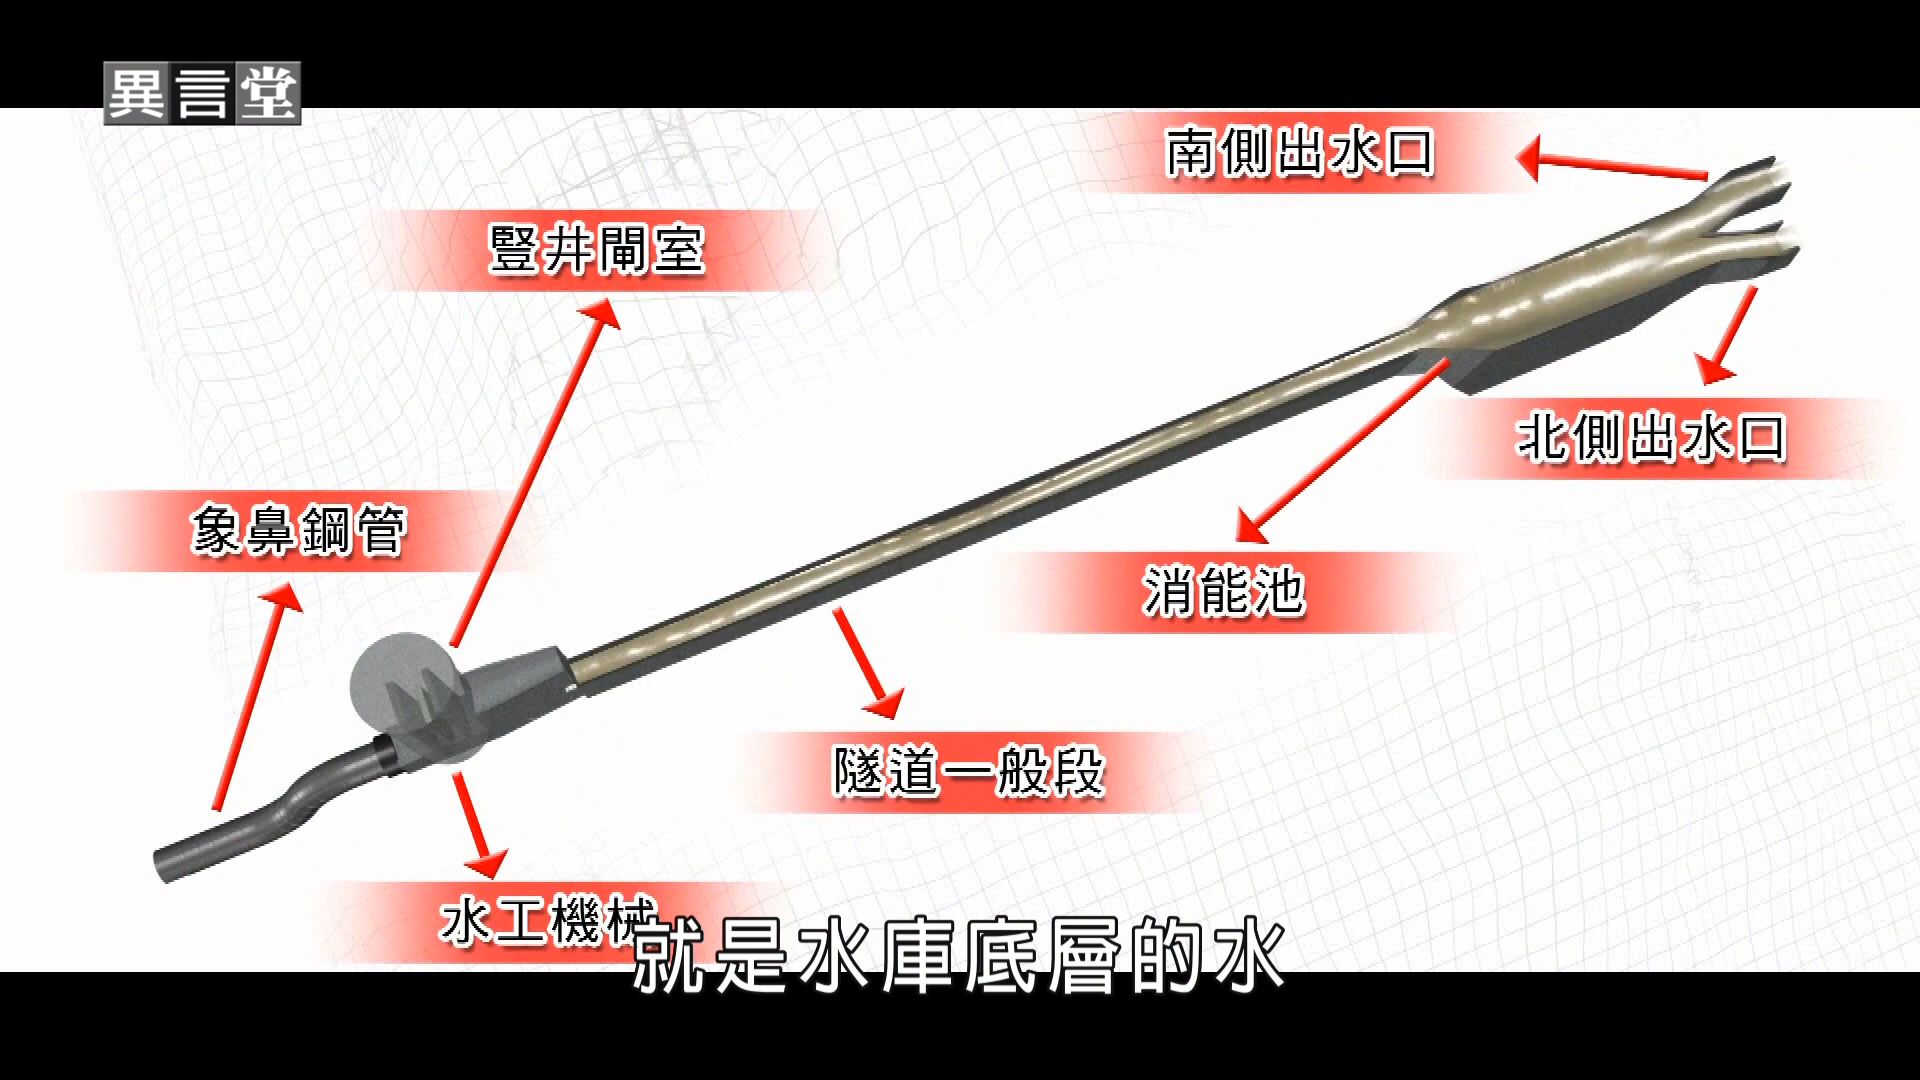 異言堂
南側出水口
豎井閘室
北側出水口
象鼻鋼管
消能池
隧道一般段
水工機械
就是水庫底層的水